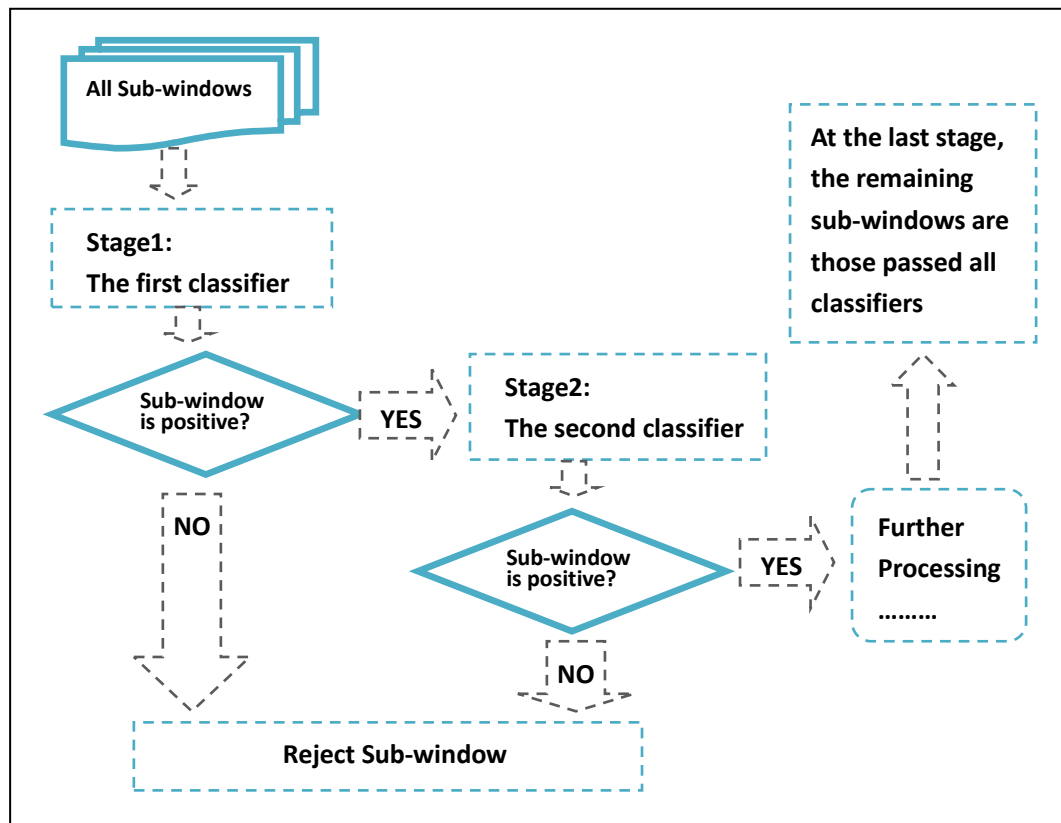 All Sub-windows
Stage1:
The first classifier
Sub-window
is positive?
YES
NO
Stage2:
The second classifier
Sub-window
is positive?
YES
NO
Further
Processing
.........
At the last stage,
the remaining
sub-windows are
those passed all
classifiers
Reject Sub-window